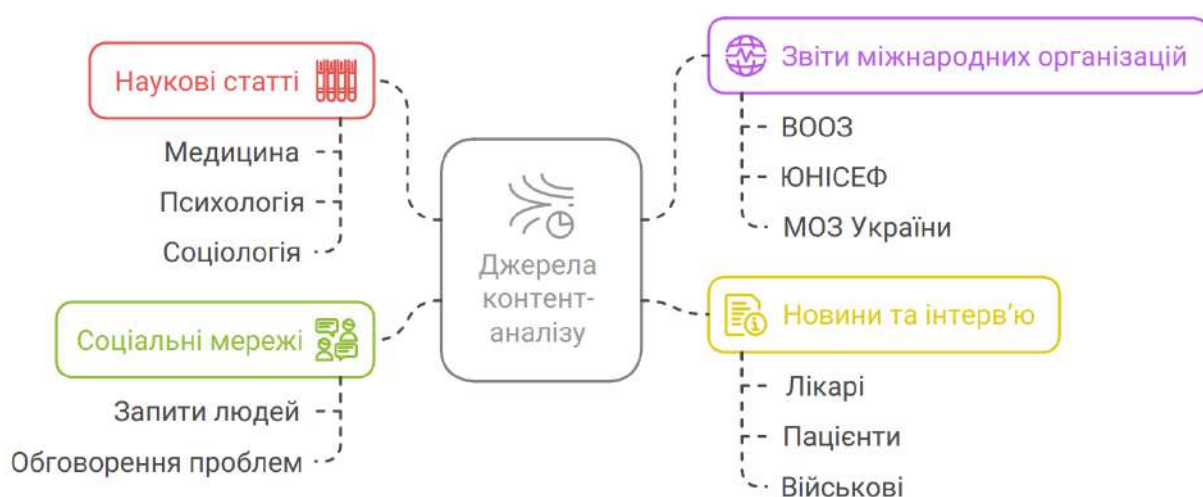 Наукові статті
Медицина
Психологія
Соціологія
Соціальні мережі
Запити людей
Обговорення проблем
Джерела
контент-
аналізу
Звіти міжнародних організацій
ВООЗ
ЮНІСЕФ
МОЗ України
Новини та інтерв’ю
Лікарі
Пацієнти
Військові